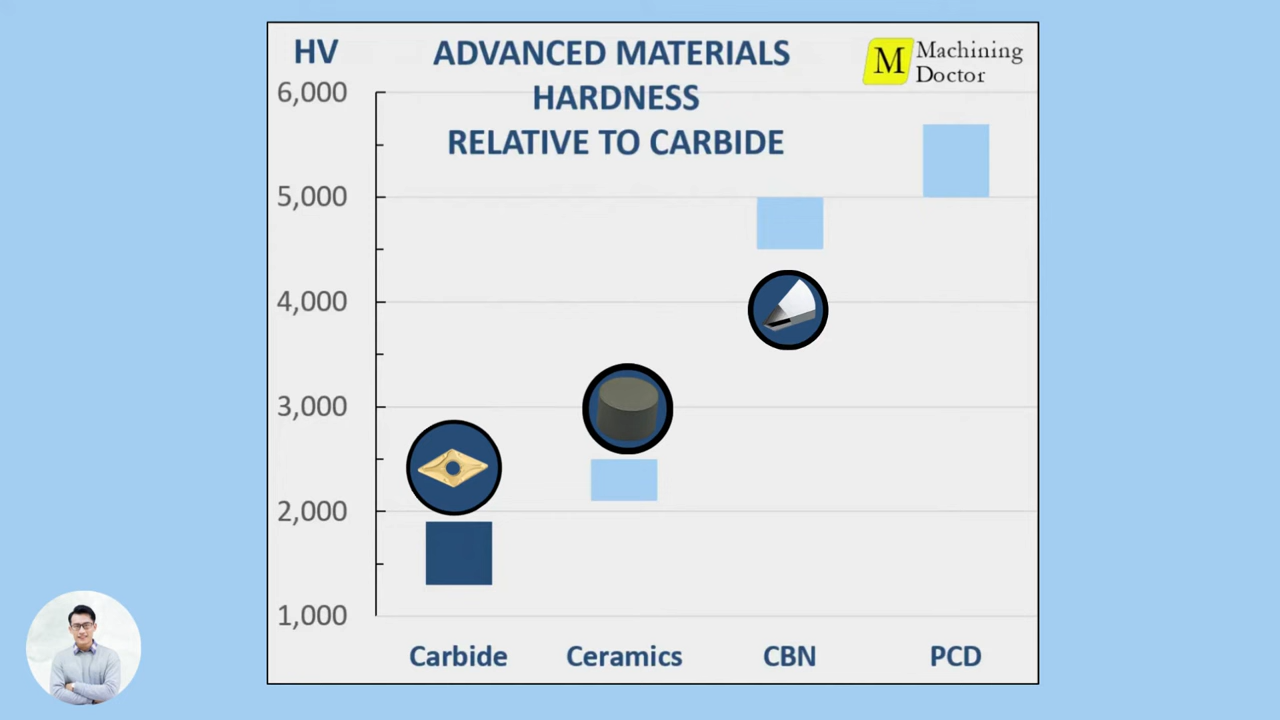 HV
ADVANCED MATERIALS
HARDNESS
RELATIVE TO CARBIDE
M Machining
Doctor
6,000
5,000
4,000
3,000
2,000
1,000
Carbide Ceramics CBN PCD